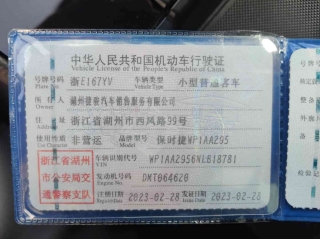 中华人民共和国机动车行驶证
Vehicle License of the People's Republic of China
号牌号码 浙E167YV 车辆类型 小型普通客车
Plate No. Vehicle Type
所有人 湖州捷骏汽车销售服务有限公司
Owner
住址 浙江省湖州市西凤路99号
Address
使用性质 非营运 品牌型号 保时捷WP1AA295
Use Character Model
浙江省湖州
市公安局交
通警察支队
车辆识别代号 WP1AA2956NLB18781
VIN
发动机号码 DMT064620
Engine No.
注册日期 2023-02-28 发证日期 2023-02-28
Register Date Issue Date